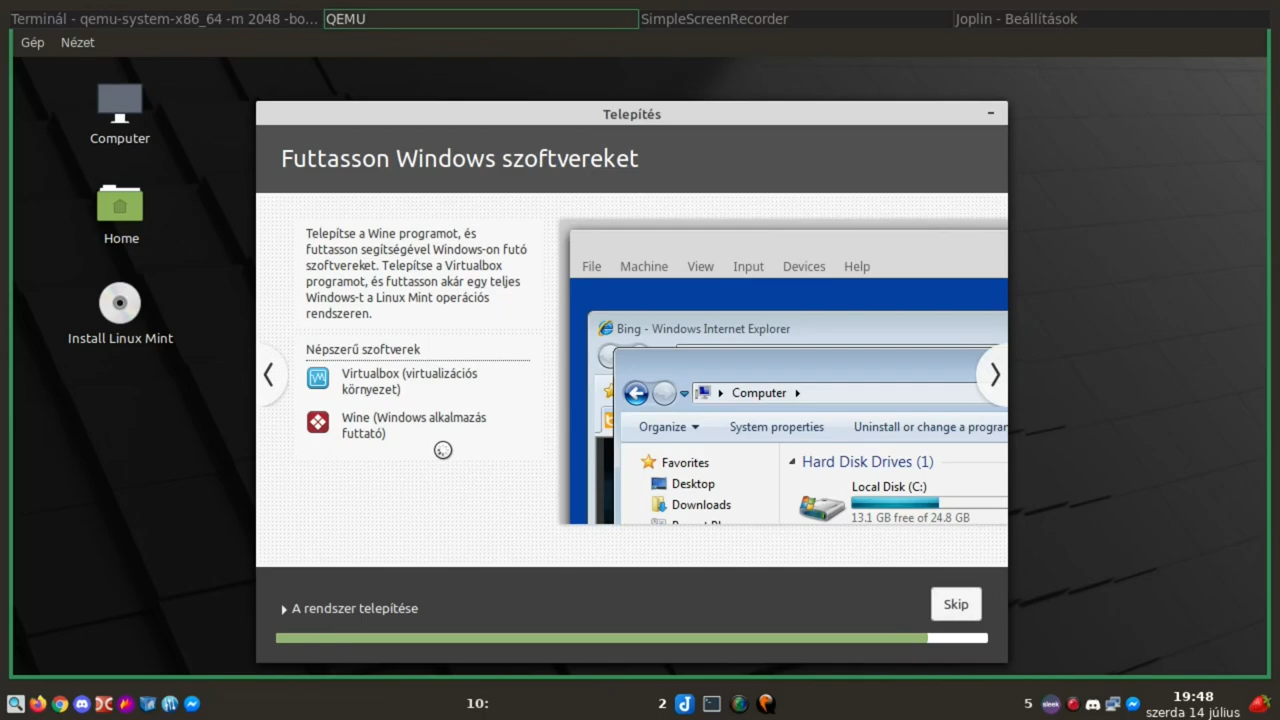 Terminál - qemu-system-x86_64 -m 2048 -bo... QEMU SimpleScreenRecorder Joplin - Beállítások
Gép Nézet
Computer
Home
Install Linux Mint
Telepítés
Futtasson Windows szoftvereket
Telepítse a Wine programot, és
futtasson segítségével Windows-on futó
szoftvereket. Telepítse a Virtualbox
programot, és futtasson akár egy teljes
Windows-t a Linux Mint operációs
rendszeren.
Népszerű szoftverek
Virtualbox (virtualizációs
környezet)
Wine (Windows alkalmazás
futtató)
File Machine View Input Devices Help
Bing - Windows Internet Explorer
Computer
Organize System properties Uninstall or change a program
Favorites
Desktop
Downloads
Hard Disk Drives (1)
Local Disk (C:)
13.1 GB free of 24.8 GB
A rendszer telepítése
Skip
10:
2
5
sleek
19:48
szerda 14 július